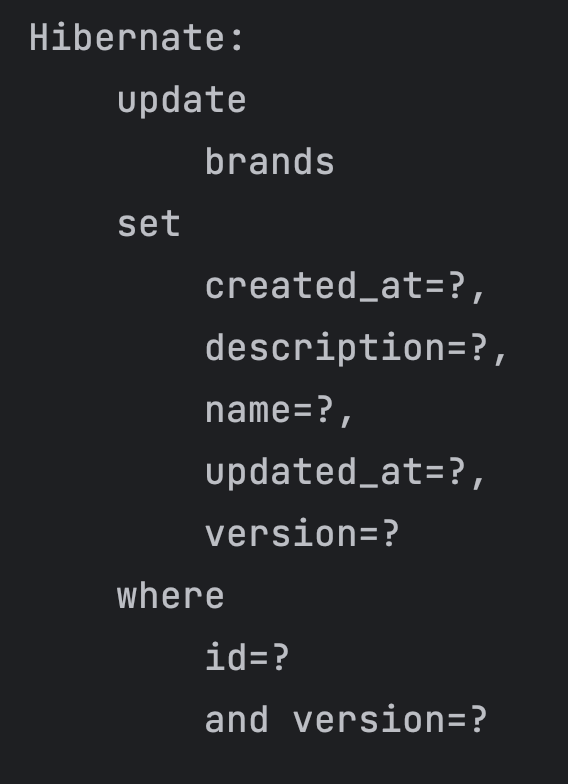 Hibernate:
    update
        brands
    set
        created_at=?,
        description=?,
        name=?,
        updated_at=?,
        version=?
    where
        id=?
        and version=?